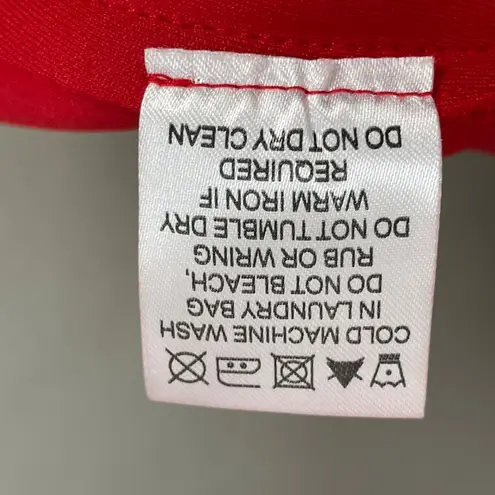 COLD MACHINE WASH
IN LAUNDRY BAG
DO NOT BLEACH,
RUB OR WRING
DO NOT TUMBLE DRY
WARM IRON IF
REQUIRED
DO NOT DRY CLEAN